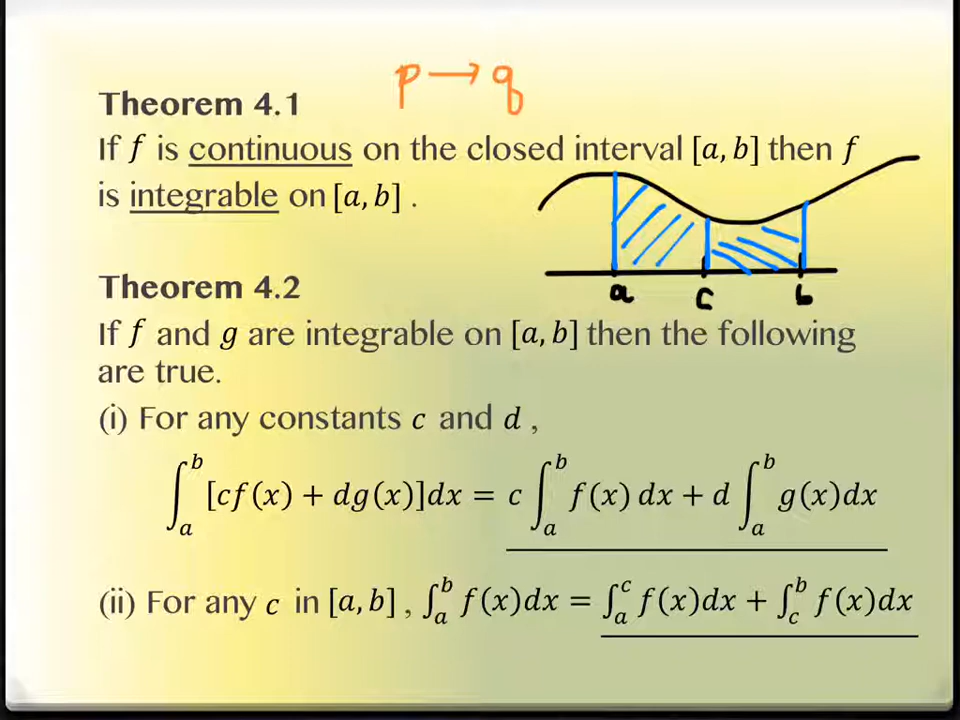 p → q
Theorem 4.1
If f is continuous on the closed interval [a, b] then f
is integrable on [a, b] .
a c b
Theorem 4.2
If f and g are integrable on [a, b] then the following
are true.
(i) For any constants c and d ,
∫_a^b [cf(x) + dg(x)]dx = c ∫_a^b f(x) dx + d ∫_a^b g(x)dx
(ii) For any c in [a, b] , ∫_a^b f(x)dx = ∫_a^c f(x)dx + ∫_c^b f(x)dx